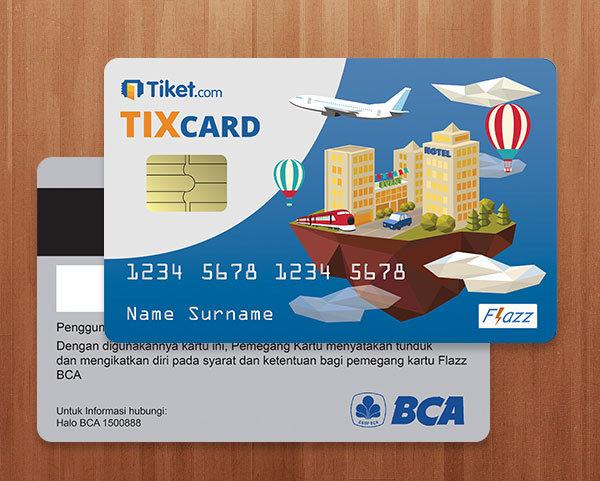 Tiket.com
TIXCARD
HOTEL
1234 5678 1234 5678
Name Surname
Flazz
Penggun
Dengan digunakannya kartu ini, Pemegang Kartu menyatakan tunduk
dan mengikatkan diri pada syarat dan ketentuan bagi pemegang kartu Flazz
BCA
Untuk Informasi hubungi:
Halo BCA 1500888
BCA